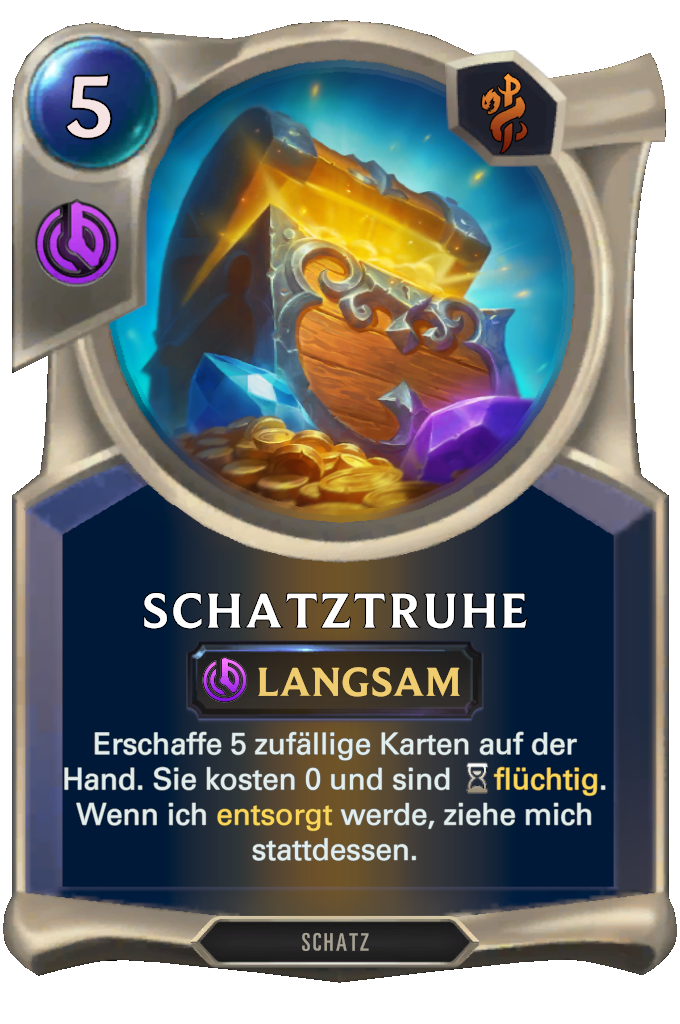 5
SCHATZTRUHE
LANGSAM
Erschaffe 5 zufällige Karten auf der
Hand. Sie kosten 0 und sind flüchtig.
Wenn ich entsorgt werde, ziehe mich
stattdessen.
SCHATZ